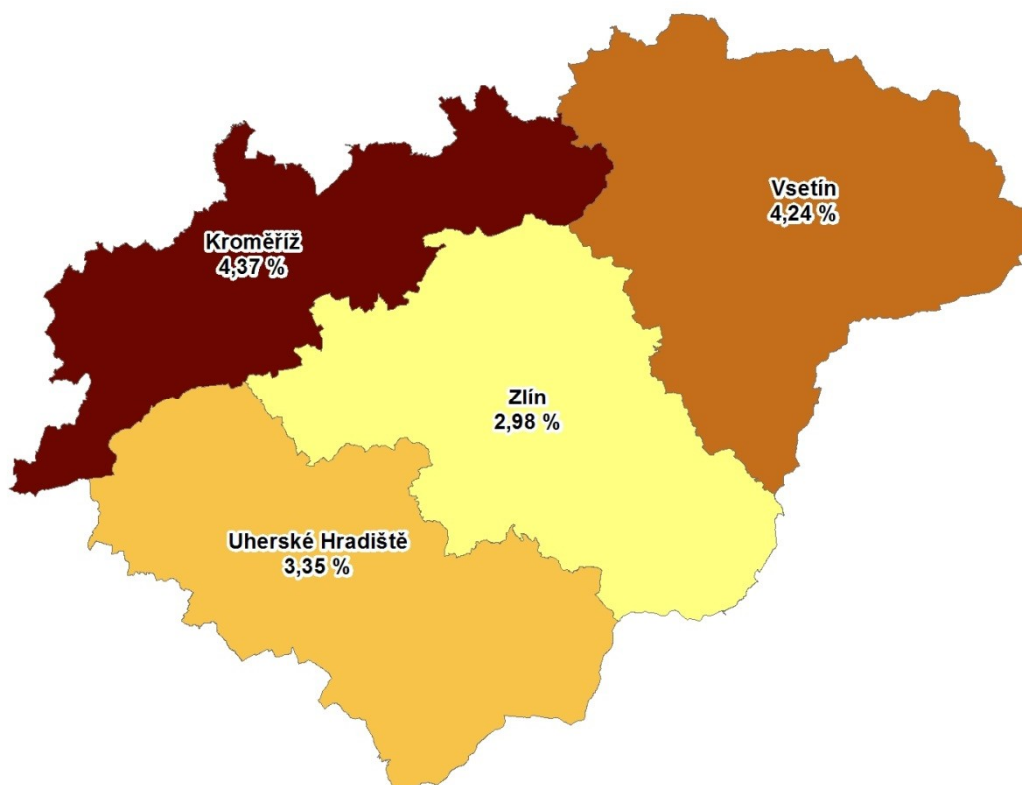 Vsetín
4,24 %
Kroměříž
4,37 %
Zlín
2,98 %
Uherské Hradiště
3,35 %